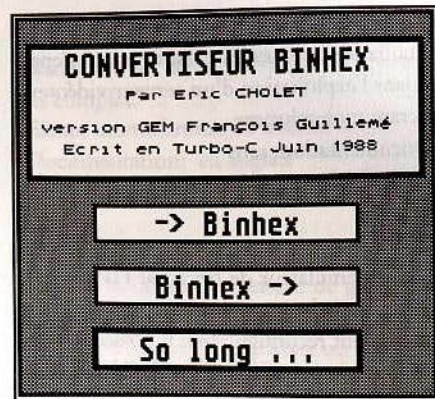 CONVERTISEUR BINHEX
Par Eric CHOLET
version GEM François Guillemé
Ecrit en Turbo-C Juin 1988
-> Binhex
Binhex ->
So long ...